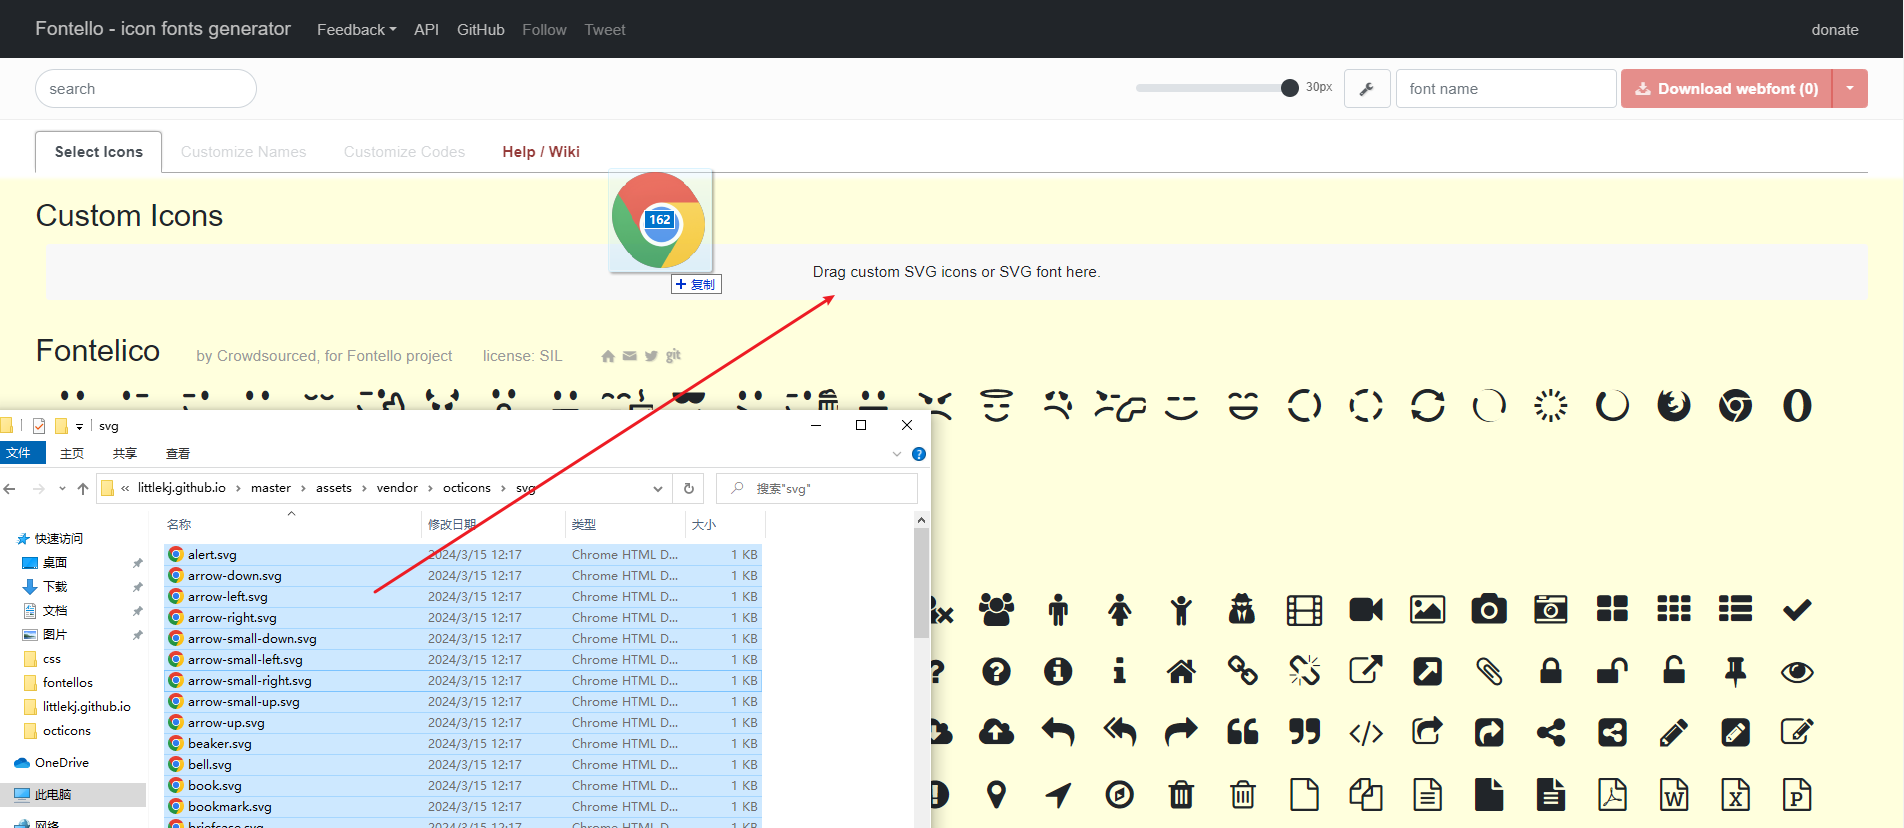 Fontello - icon fonts generator Feedback API GitHub Follow Tweet donate
search 30px font name Download webfont (0)
Select Icons Customize Names Customize Codes Help / Wiki
Custom Icons
162
Drag custom SVG icons or SVG font here.
复制
Fontelico by Crowdsourced, for Fontello project license: SIL git
svg
文件 主页 共享 查看
« littlekj.github.io › master › assets › vendor › octicons › svg 搜索"svg"
名称 修改日期 类型 大小
快速访问
桌面
下载
文档
图片
css
fontellos
littlekj.github.io
octicons
OneDrive
此电脑
网络
alert.svg 2024/3/15 12:17 Chrome HTML D... 1 KB
arrow-down.svg 2024/3/15 12:17 Chrome HTML D... 1 KB
arrow-left.svg 2024/3/15 12:17 Chrome HTML D... 1 KB
arrow-right.svg 2024/3/15 12:17 Chrome HTML D... 1 KB
arrow-small-down.svg 2024/3/15 12:17 Chrome HTML D... 1 KB
arrow-small-left.svg 2024/3/15 12:17 Chrome HTML D... 1 KB
arrow-small-right.svg 2024/3/15 12:17 Chrome HTML D... 1 KB
arrow-small-up.svg 2024/3/15 12:17 Chrome HTML D... 1 KB
arrow-up.svg 2024/3/15 12:17 Chrome HTML D... 1 KB
beaker.svg 2024/3/15 12:17 Chrome HTML D... 1 KB
bell.svg 2024/3/15 12:17 Chrome HTML D... 1 KB
book.svg 2024/3/15 12:17 Chrome HTML D... 1 KB
bookmark.svg 2024/3/15 12:17 Chrome HTML D... 1 KB
briefcase.svg 2024/3/15 12:17 Chrome HTML D... 1 KB